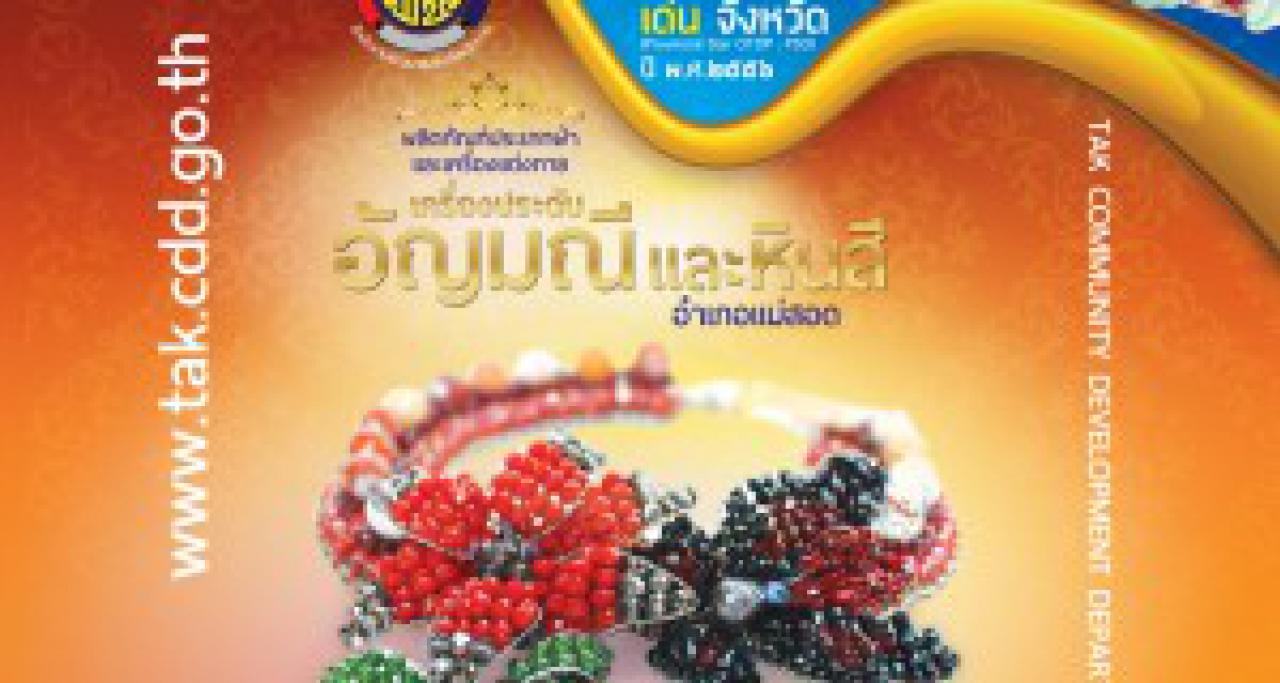 เด่น จังหวัด
ปี พ.ศ.๒๕๕๖
ผลิตภัณฑ์ประเภทผ้า
และเครื่องแต่งกาย
เครื่องประดับ
อัญมณีและหินสี
อำเภอแม่สอด
www.tak.cdd.go.th
TAK COMMUNITY DEVELOPMENT DEPAR